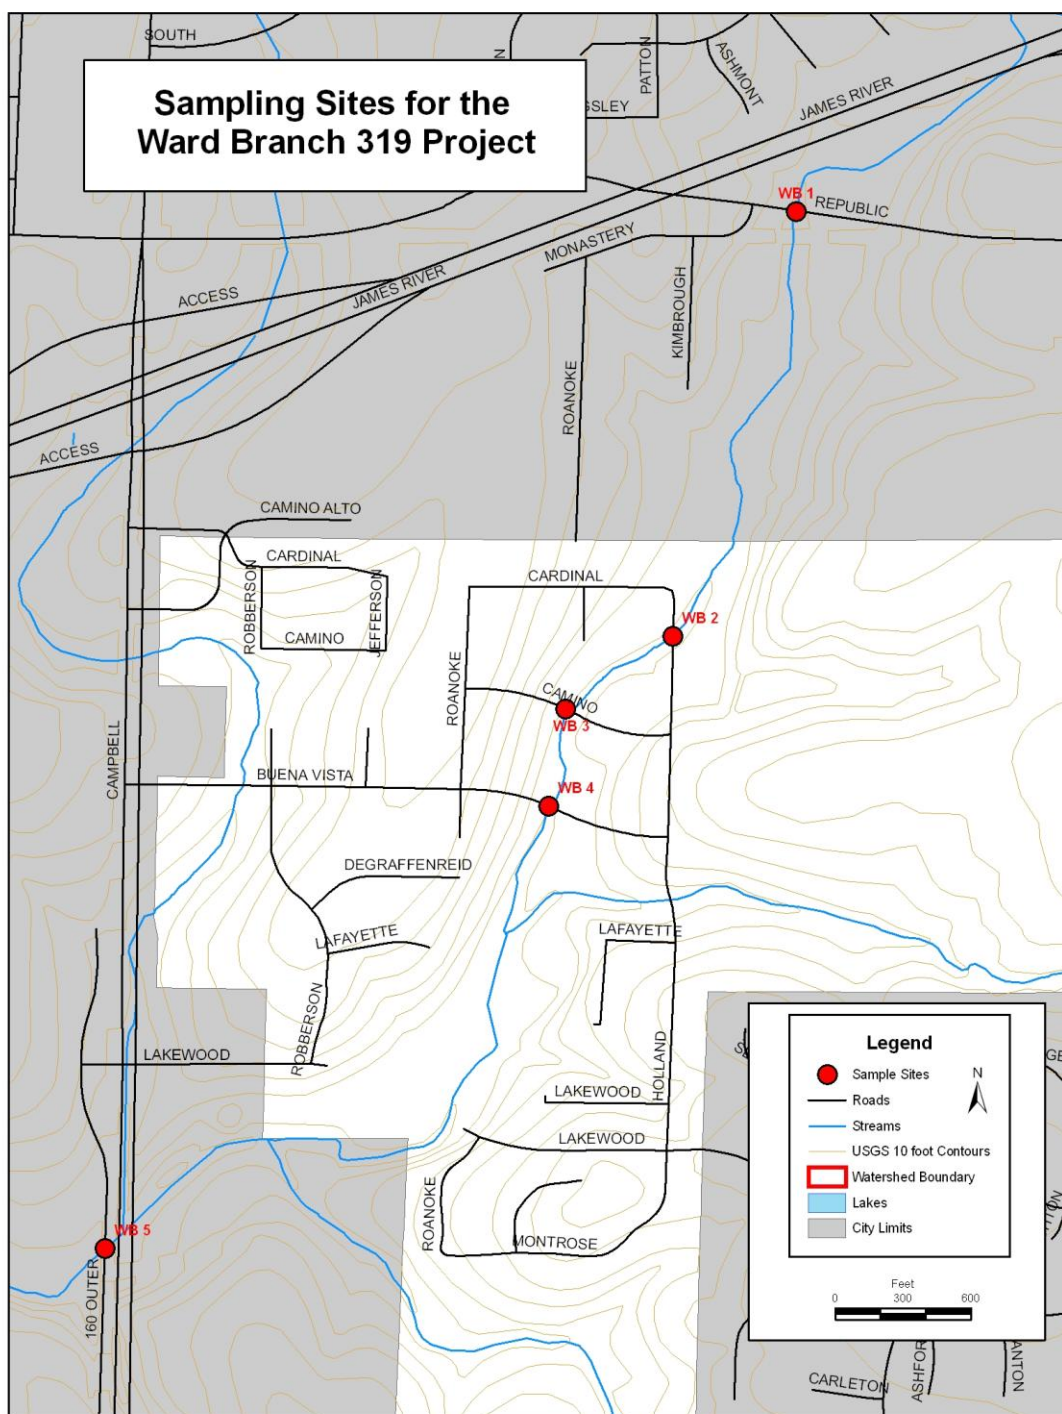 SOUTH
N
PATTON
ASHMONT
GSLEY
JAMES RIVER
Sampling Sites for the
Ward Branch 319 Project
WB 1
REPUBLIC
MONASTERY
JAMES RIVER
ACCESS
KIMBROUGH
ROANOKE
ACCESS
CAMINO ALTO
CARDINAL
ROBBERSON
JEFFERSON
CAMINO
CARDINAL
WB 2
ROANOKE
CAMINO
WB 3
CAMPBELL
BUENA VISTA
WB 4
DEGRAFFENREID
LAFAYETTE
LAFAYETTE
ROBBERSON
LAKEWOOD
HOLLAND
LAKEWOOD
LAKEWOOD
ROANOKE
MONTROSE
WB 5
160 OUTER
Legend
Sample Sites
N
Roads
Streams
USGS 10 foot Contours
Watershed Boundary
Lakes
City Limits
Feet
0 300 600
CARLETON
ASHFOR
ANTON